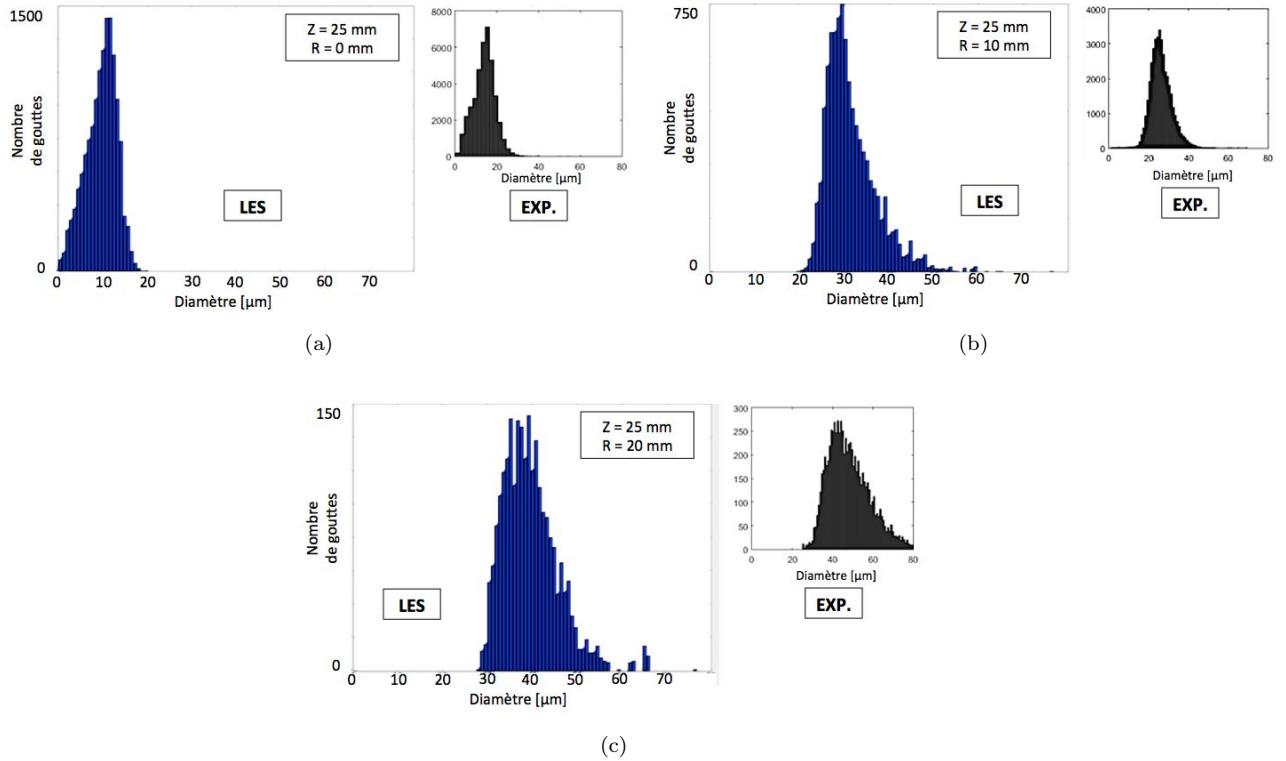 1500
Z = 25 mm
R = 0 mm
Nombre
de gouttes
LES
0
0 10 20 30 40 50 60 70
Diamètre [µm]
8000
6000
4000
2000
0
0 20 40 60 80
Diamètre [µm]
EXP.
(a)
750
Z = 25 mm
R = 10 mm
Nombre
de gouttes
LES
0
0 10 20 30 40 50 60 70
Diamètre [µm]
4000
3000
2000
1000
0
0 20 40 60 80
Diamètre [µm]
EXP.
(b)
150
Z = 25 mm
R = 20 mm
Nombre
de gouttes
LES
0
0 10 20 30 40 50 60 70
Diamètre [µm]
300
250
200
150
100
50
0
0 20 40 60 80
Diamètre [µm]
EXP.
(c)